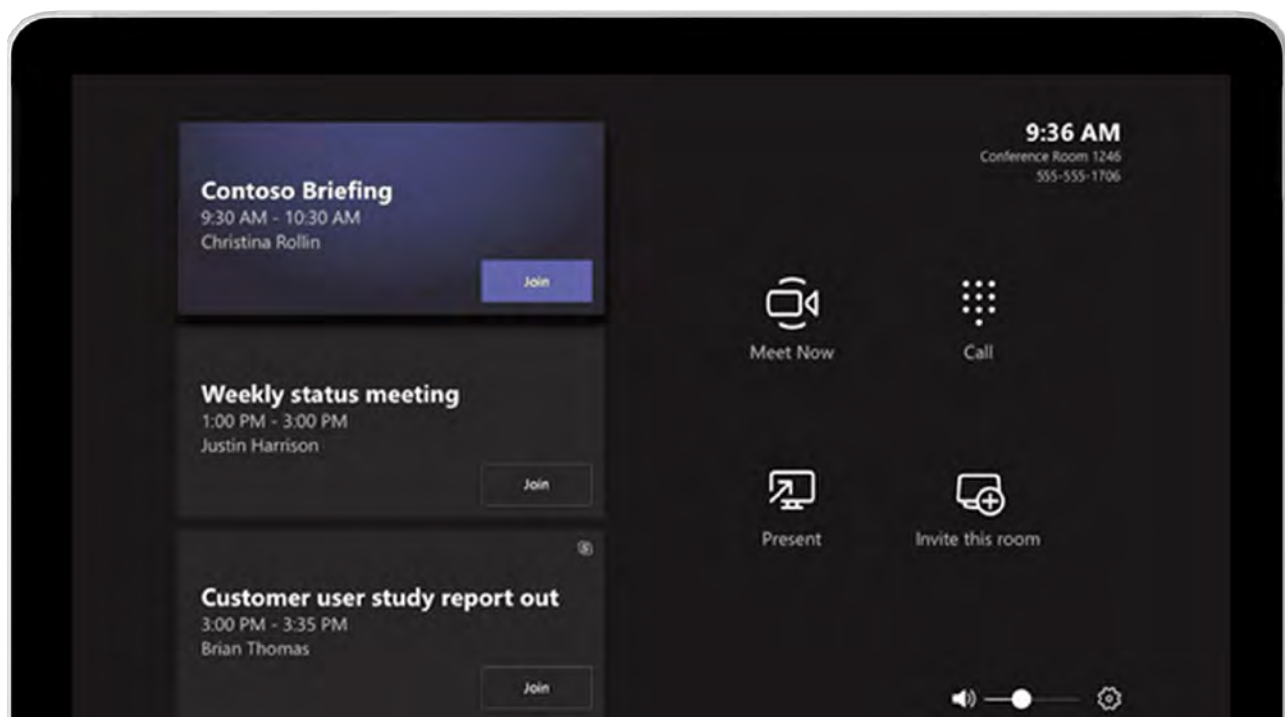 Contoso Briefing
9:30 AM - 10:30 AM
Christina Rollin
Join
Weekly status meeting
1:00 PM - 3:00 PM
Justin Harrison
Join
Customer user study report out
3:00 PM - 3:35 PM
Brian Thomas
Join
9:36 AM
Conference Room 1246
555-555-1706
Meet Now
Call
Present
Invite this room